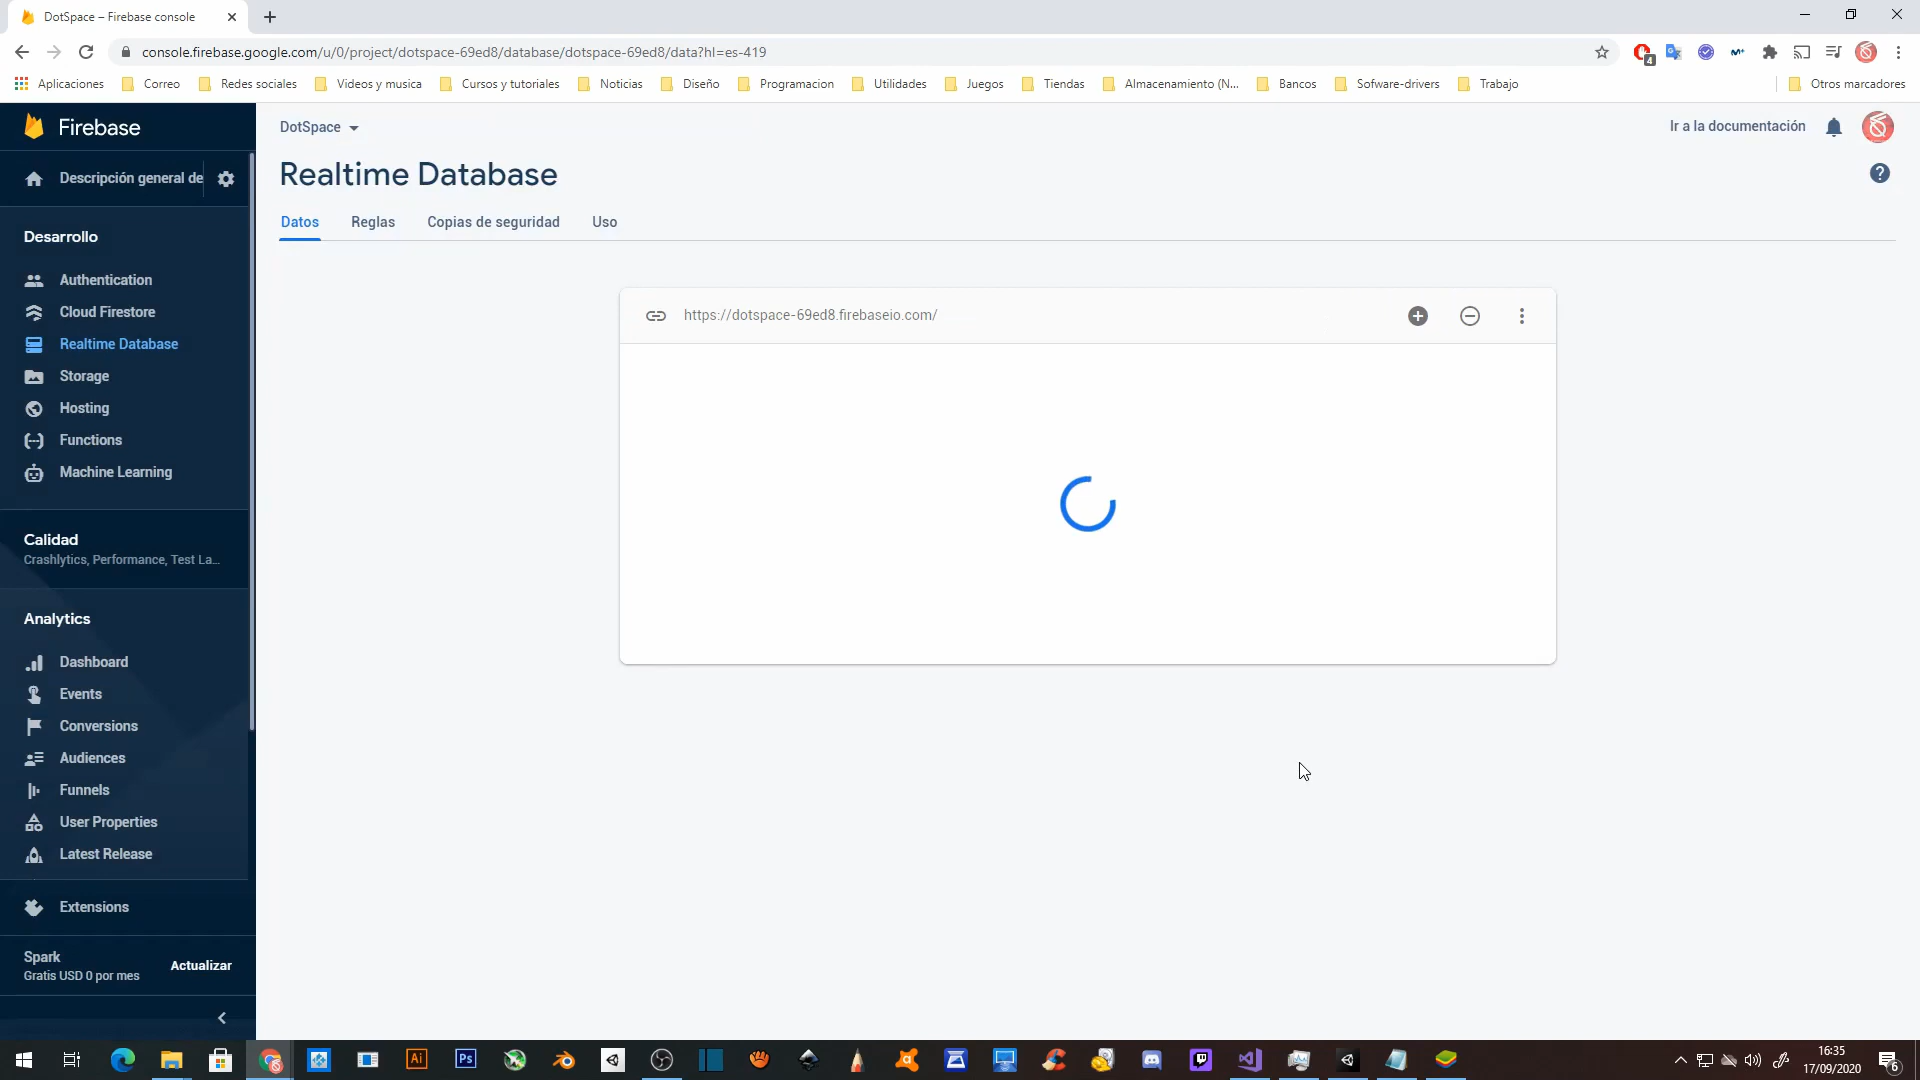 DotSpace – Firebase console
console.firebase.google.com/u/0/project/dotspace-69ed8/database/dotspace-69ed8/data?hl=es-419
4
Aplicaciones Correo Redes sociales Videos y musica Cursos y tutoriales Noticias Diseño Programacion Utilidades Juegos Tiendas Almacenamiento (N... Bancos Sofware-drivers Trabajo Otros marcadores
Firebase
DotSpace
Ir a la documentación
Descripción general de
Realtime Database
Datos Reglas Copias de seguridad Uso
Desarrollo
Authentication
Cloud Firestore
Realtime Database
Storage
Hosting
Functions
Machine Learning
https://dotspace-69ed8.firebaseio.com/
Calidad
Crashlytics, Performance, Test La...
Analytics
Dashboard
Events
Conversions
Audiences
Funnels
User Properties
Latest Release
Extensions
Spark
Gratis USD 0 por mes
Actualizar
Ai
Ps
16:35
17/09/2020
6